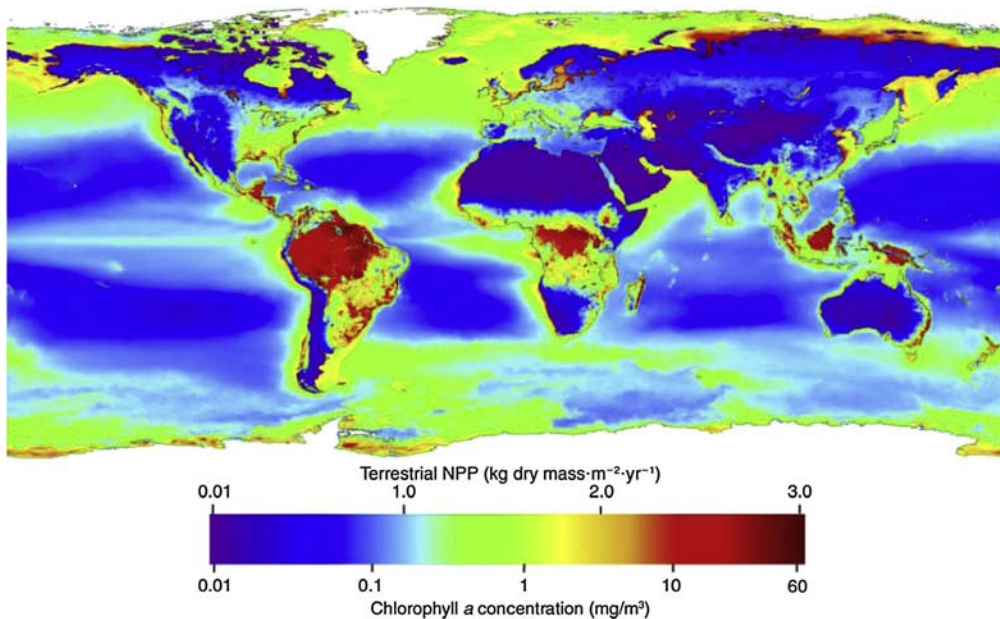 Terrestrial NPP (kg dry mass·m⁻²·yr⁻¹)
0.01 1.0 2.0 3.0
0.01 0.1 1 10 60
Chlorophyll a concentration (mg/m³)